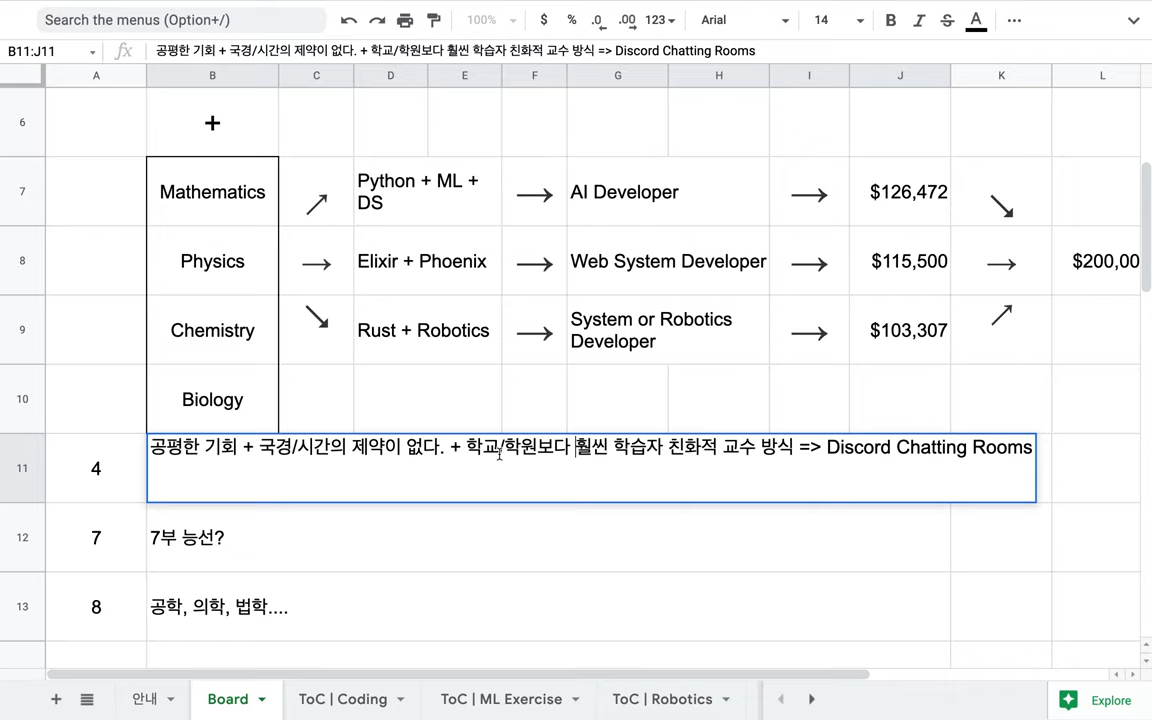 Search the menus (Option+/)
100%
$ % .0 .00 123
Arial
14
B I S A
B11:J11
fx 공평한 기회 + 국경/시간의 제약이 없다. + 학교/학원보다 훨씬 학습자 친화적 교수 방식 => Discord Chatting Rooms
A B C D E F G H I J K L
6 +
7 Mathematics ↗ Python + ML + → AI Developer → $126,472 ↘
DS
8 Physics → Elixir + Phoenix → Web System Developer → $115,500 → $200,00
9 Chemistry ↘ Rust + Robotics → System or Robotics → $103,307 ↗
Developer
10 Biology
11 4 공평한 기회 + 국경/시간의 제약이 없다. + 학교/학원보다 훨씬 학습자 친화적 교수 방식 => Discord Chatting Rooms
12 7 7부 능선?
13 8 공학, 의학, 법학....
+ 안내 Board ToC | Coding ToC | ML Exercise ToC | Robotics Explore